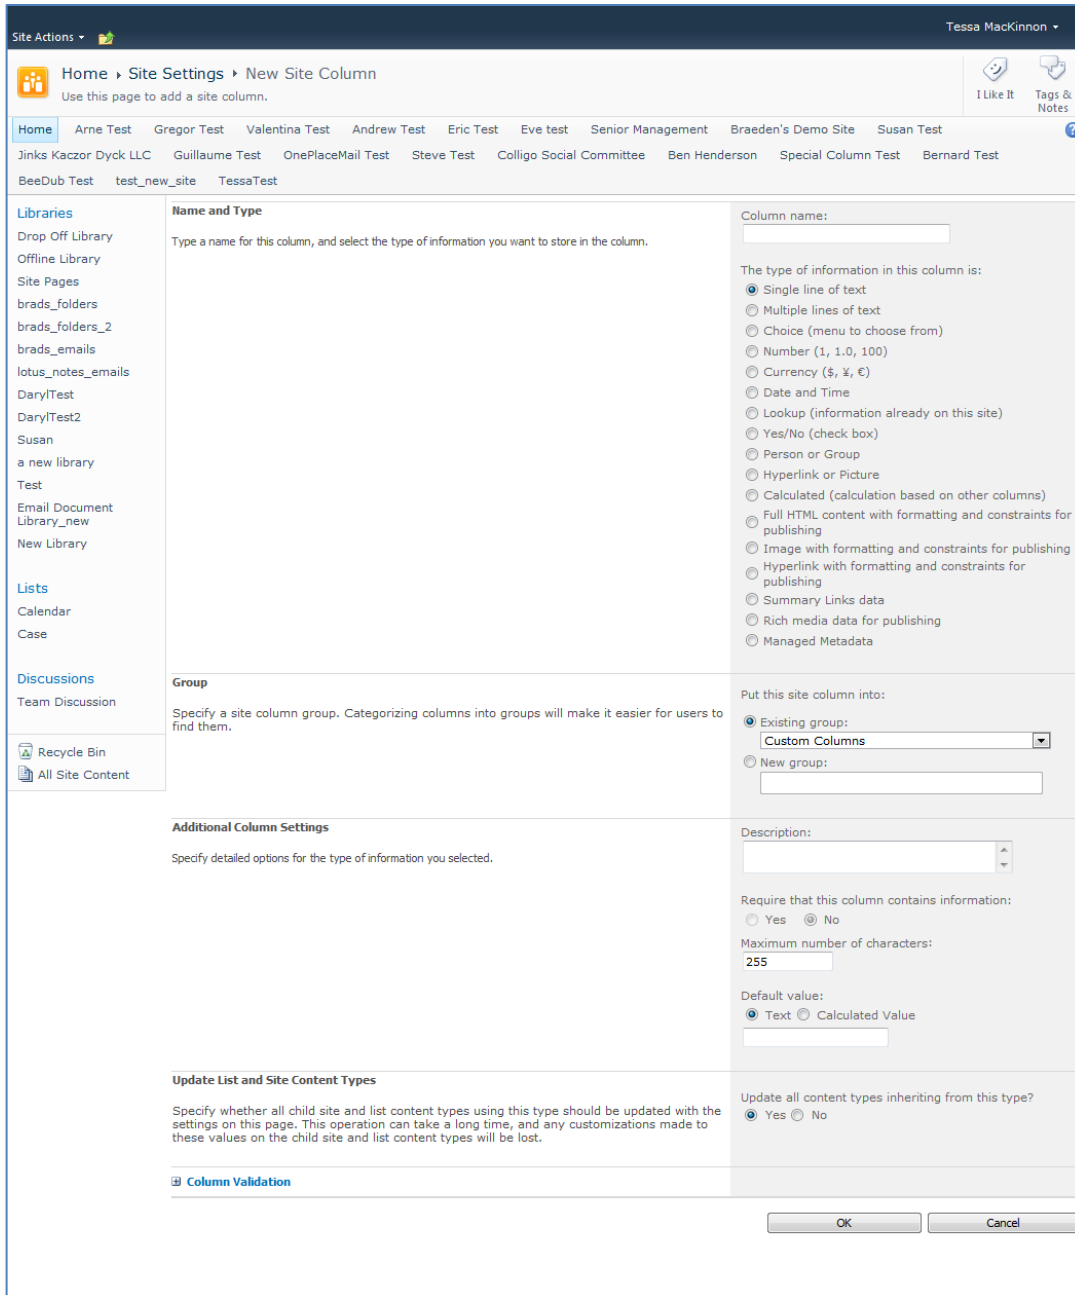 Tessa MacKinnon
Site Actions
Home Site Settings New Site Column
Use this page to add a site column.
I Like It
Tags & Notes
Home Arne Test Gregor Test Valentina Test Andrew Test Eric Test Eve test Senior Management Braeden's Demo Site Susan Test
Jinks Kaczor Dyck LLC Guillaume Test OnePlaceMail Test Steve Test Colligo Social Committee Ben Henderson Special Column Test Bernard Test
BeeDub Test test_new_site TessaTest
Libraries
Drop Off Library
Offline Library
Site Pages
brads_folders
brads_folders_2
brads_emails
lotus_notes_emails
DarylTest
DarylTest2
Susan
a new library
Test
Email Document
Library_new
New Library
Lists
Calendar
Case
Discussions
Team Discussion
Recycle Bin
All Site Content
Name and Type
Type a name for this column, and select the type of information you want to store in the column.
Column name:
The type of information in this column is:
Single line of text
Multiple lines of text
Choice (menu to choose from)
Number (1, 1.0, 100)
Currency ($, ¥, €)
Date and Time
Lookup (information already on this site)
Yes/No (check box)
Person or Group
Hyperlink or Picture
Calculated (calculation based on other columns)
Full HTML content with formatting and constraints for
publishing
Image with formatting and constraints for publishing
Hyperlink with formatting and constraints for
publishing
Summary Links data
Rich media data for publishing
Managed Metadata
Group
Specify a site column group. Categorizing columns into groups will make it easier for users to
find them.
Put this site column into:
Existing group:
Custom Columns
New group:
Additional Column Settings
Specify detailed options for the type of information you selected.
Description:
Require that this column contains information:
Yes No
Maximum number of characters:
255
Default value:
Text Calculated Value
Update List and Site Content Types
Specify whether all child site and list content types using this type should be updated with the
settings on this page. This operation can take a long time, and any customizations made to
these values on the child site and list content types will be lost.
Update all content types inheriting from this type?
Yes No
Column Validation
OK Cancel